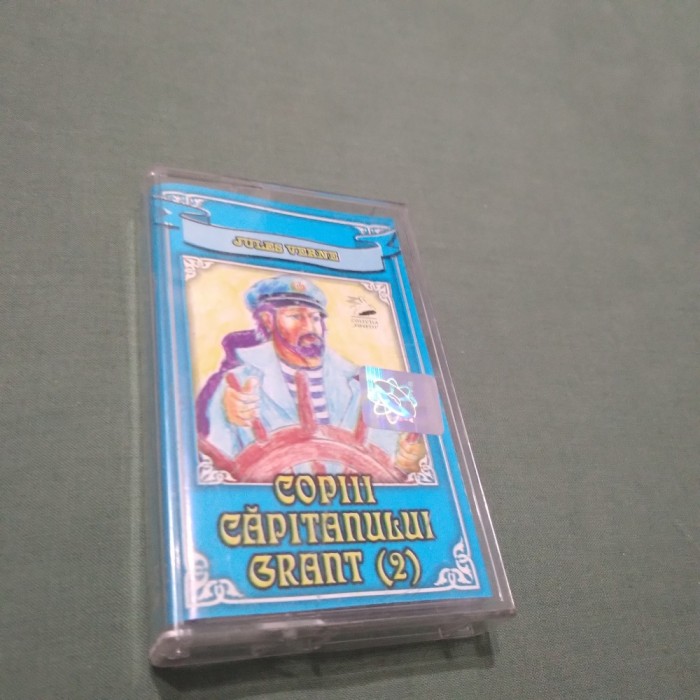 JULES VERNE
COPIII
CĂPITANULUI
GRANT (2)